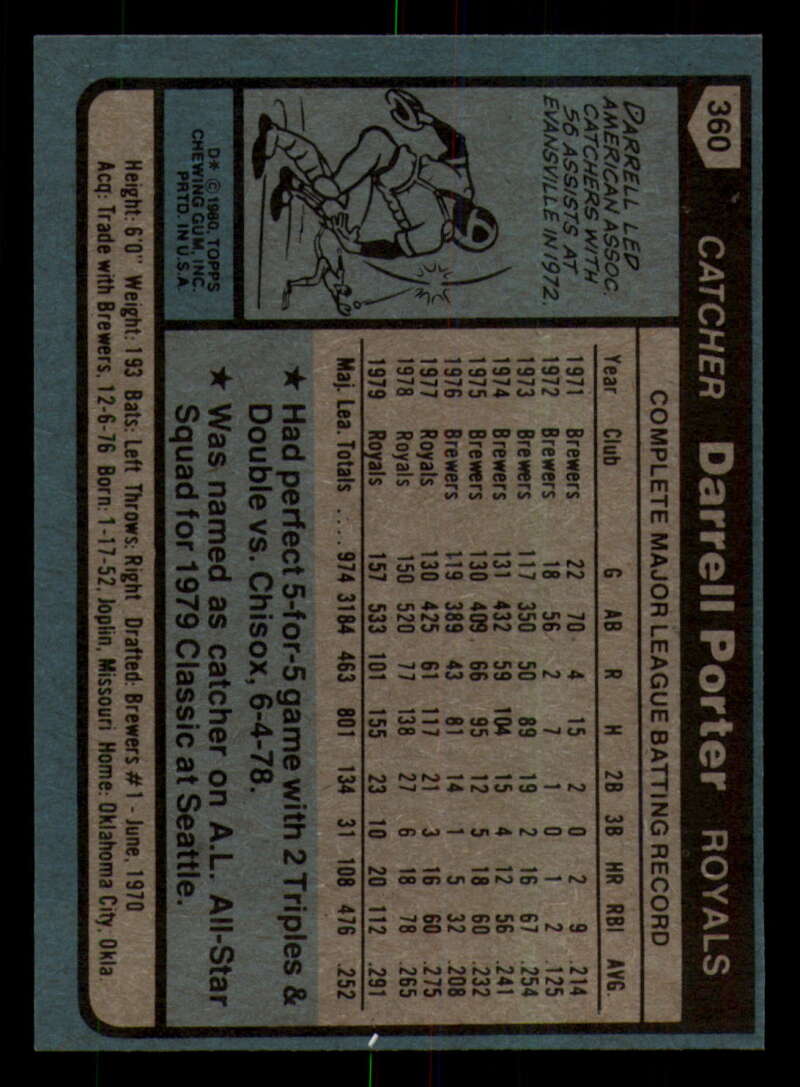 360
CATCHER Darrell Porter ROYALS
DARRELL LED
AMERICAN ASSOC.
CATCHERS WITH
56 ASSISTS AT
EVANSVILLE IN 1972.
D* © 1980, TOPPS
CHEWING GUM, INC.
PRTD. IN U.S.A.
COMPLETE MAJOR LEAGUE BATTING RECORD
Year Club G AB R H 2B 3B HR RBI AVG.
1971 Brewers 22 70 4 15 2 0 2 9 .214
1972 Brewers 18 56 2 7 1 0 1 2 .125
1973 Brewers 117 350 50 89 19 2 16 67 .254
1974 Brewers 131 432 59 104 15 4 12 56 .241
1975 Brewers 130 409 66 95 12 5 18 60 .232
1976 Brewers 119 389 43 81 14 1 5 32 .208
1977 Royals 130 425 61 117 21 3 16 60 .275
1978 Royals 150 520 77 138 27 6 18 78 .265
1979 Royals 157 533 101 155 23 10 20 112 .291
Maj. Lea. Totals .... 974 3184 463 801 134 31 108 476 .252
★ Had perfect 5-for-5 game with 2 Triples &
Double vs. Chisox, 6-4-78.
★ Was named as catcher on A.L. All-Star
Squad for 1979 Classic at Seattle.
Height: 6'0" Weight: 193 Bats: Left Throws: Right Drafted: Brewers #1 - June, 1970
Acq: Trade with Brewers, 12-6-76 Born: 1-17-52, Joplin, Missouri Home: Oklahoma City, Okla.